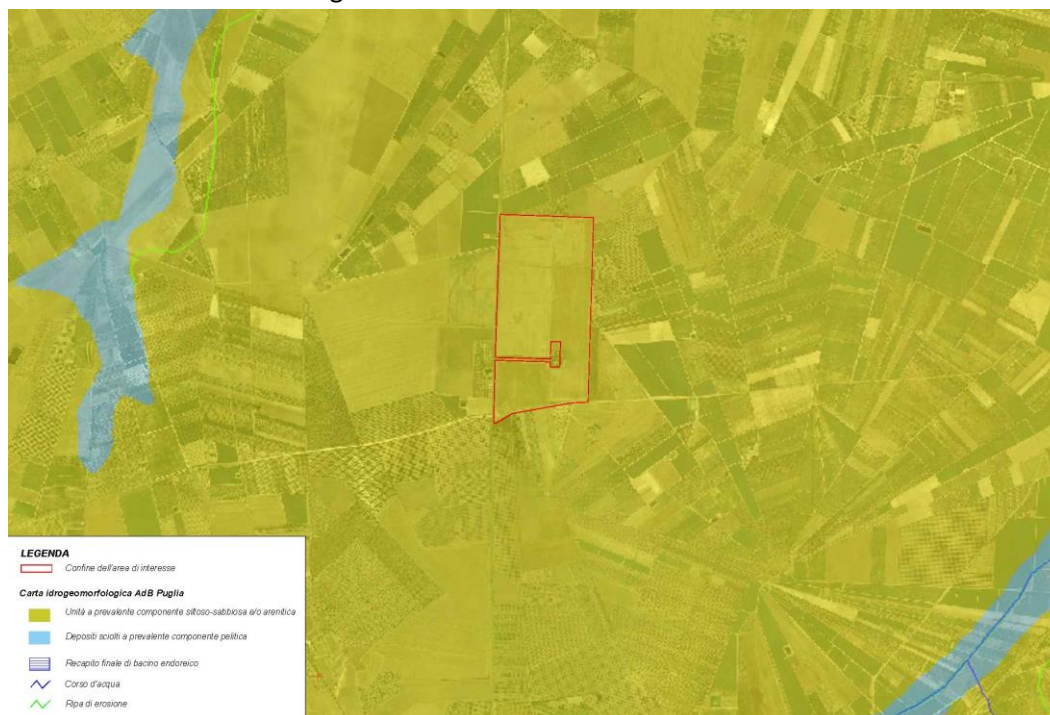 LEGENDA
Confine dell'area di interesse
Carta idrogeomorfologica AdB Puglia
Unità a prevalente componente siltoso-sabbiosa e/o arenitica
Depositi sciolti a prevalente componente pelitica
Recapito finale di bacino endoreico
Corso d'acqua
Ripa di erosione